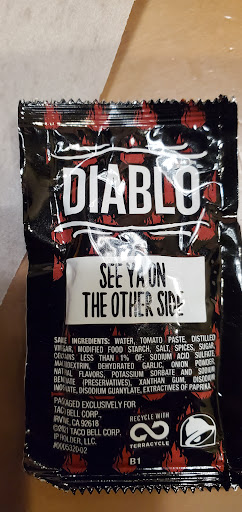 DIABLO
SEE YA ON
THE OTHER SIDE
INGREDIENTS: WATER, TOMATO PASTE, DISTILLED
VINEGAR, MODIFIED FOOD STARCH, SALT, SPICES, SUGAR,
CONTAINS LESS THAN 1% OF: SODIUM ACID SULFATE,
MALTODEXTRIN, DEHYDRATED GARLIC, ONION POWDER,
NATURAL FLAVORS, POTASSIUM SORBATE AND SODIUM
BENZOATE (PRESERVATIVES), XANTHAN GUM, DISODIUM
INOSINATE, DISODIUM GUANYLATE, EXTRACTIVES OF PAPRIKA.
PACKAGED EXCLUSIVELY FOR
TACO BELL CORP.
IRVINE, CA 92618
©2021 TACO BELL CORP.
IP HOLDER, LLC.
RECYCLE WITH
TERRACYCLE
B1